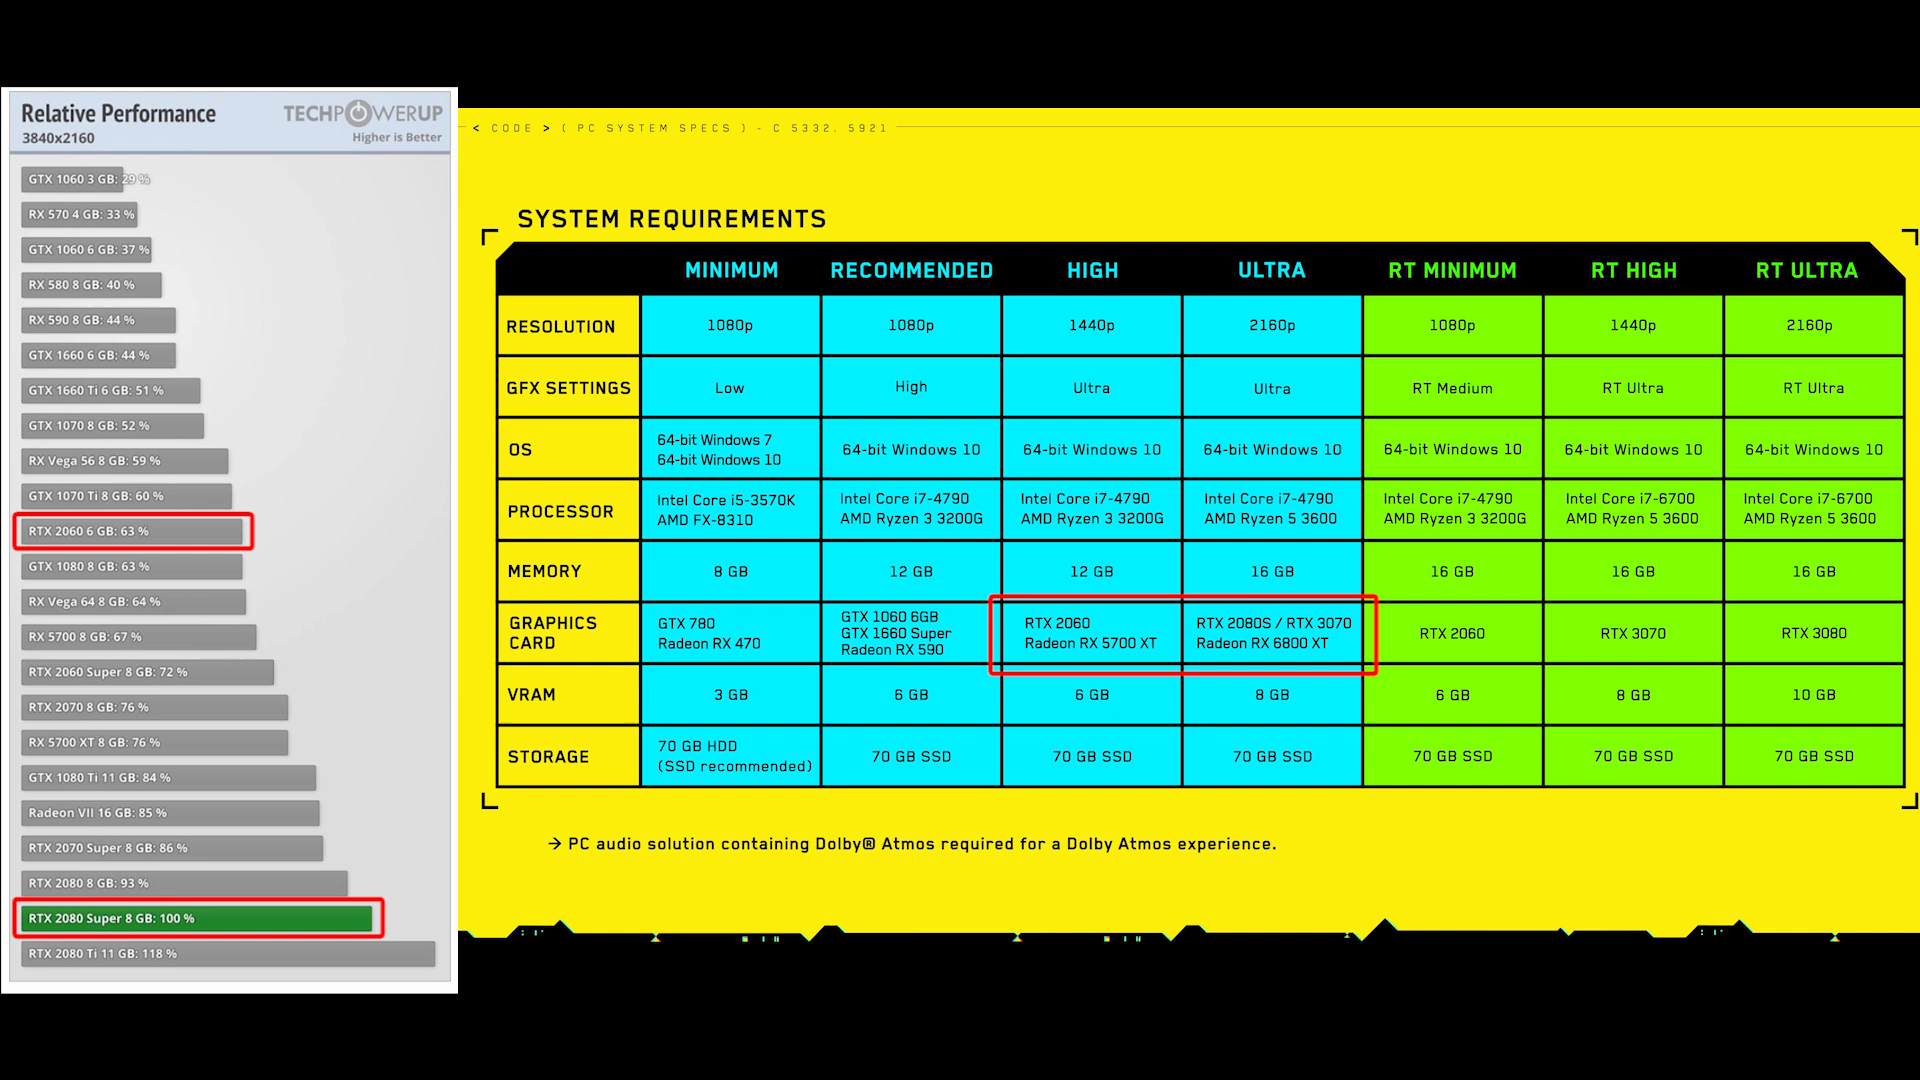 Relative Performance
TECHPOWERUP
3840x2160
Higher is Better
GTX 1060 3 GB: 29 %
RX 570 4 GB: 33 %
GTX 1060 6 GB: 37 %
RX 580 8 GB: 40 %
RX 590 8 GB: 44 %
GTX 1660 6 GB: 44 %
GTX 1660 Ti 6 GB: 51 %
GTX 1070 8 GB: 52 %
RX Vega 56 8 GB: 59 %
GTX 1070 Ti 8 GB: 60 %
RTX 2060 6 GB: 63 %
GTX 1080 8 GB: 63 %
RX Vega 64 8 GB: 64 %
RX 5700 8 GB: 67 %
RTX 2060 Super 8 GB: 72 %
RTX 2070 8 GB: 76 %
RX 5700 XT 8 GB: 76 %
GTX 1080 Ti 11 GB: 84 %
Radeon VII 16 GB: 85 %
RTX 2070 Super 8 GB: 86 %
RTX 2080 8 GB: 93 %
RTX 2080 Super 8 GB: 100 %
RTX 2080 Ti 11 GB: 118 %
< CODE > ( PC SYSTEM SPECS ) - C 5332. 5921
SYSTEM REQUIREMENTS
MINIMUM RECOMMENDED HIGH ULTRA RT MINIMUM RT HIGH RT ULTRA
RESOLUTION 1080p 1080p 1440p 2160p 1080p 1440p 2160p
GFX SETTINGS Low High Ultra Ultra RT Medium RT Ultra RT Ultra
OS
64-bit Windows 7
64-bit Windows 10
64-bit Windows 10
64-bit Windows 10
64-bit Windows 10
64-bit Windows 10
64-bit Windows 10
64-bit Windows 10
PROCESSOR
Intel Core i5-3570K
AMD FX-8310
Intel Core i7-4790
AMD Ryzen 3 3200G
Intel Core i7-4790
AMD Ryzen 3 3200G
Intel Core i7-4790
AMD Ryzen 5 3600
Intel Core i7-4790
AMD Ryzen 3 3200G
Intel Core i7-6700
AMD Ryzen 5 3600
Intel Core i7-6700
AMD Ryzen 5 3600
MEMORY 8 GB 12 GB 12 GB 16 GB 16 GB 16 GB 16 GB
GRAPHICS
CARD
GTX 780
Radeon RX 470
GTX 1060 6GB
GTX 1660 Super
Radeon RX 590
RTX 2060
Radeon RX 5700 XT
RTX 2080S / RTX 3070
Radeon RX 6800 XT
RTX 2060
RTX 3070
RTX 3080
VRAM 3 GB 6 GB 6 GB 8 GB 6 GB 8 GB 10 GB
STORAGE
70 GB HDD
(SSD recommended)
70 GB SSD
70 GB SSD
70 GB SSD
70 GB SSD
70 GB SSD
70 GB SSD
→ PC audio solution containing Dolby® Atmos required for a Dolby Atmos experience.